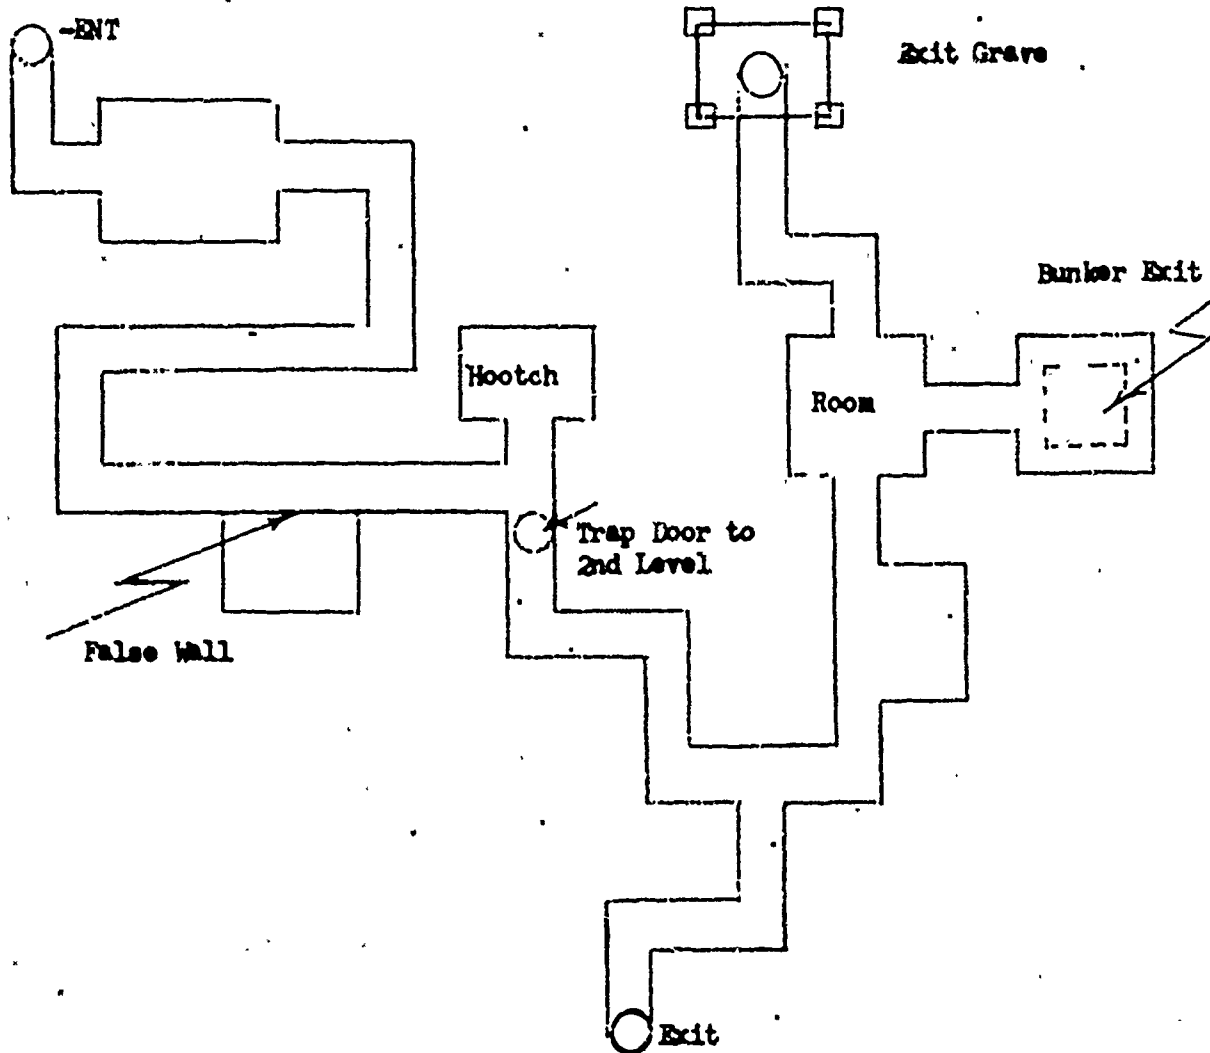 -ENT
Exit Grave
Bunker Exit
Hootch
Room
Trap Door to
2nd Level
False Wall
Exit